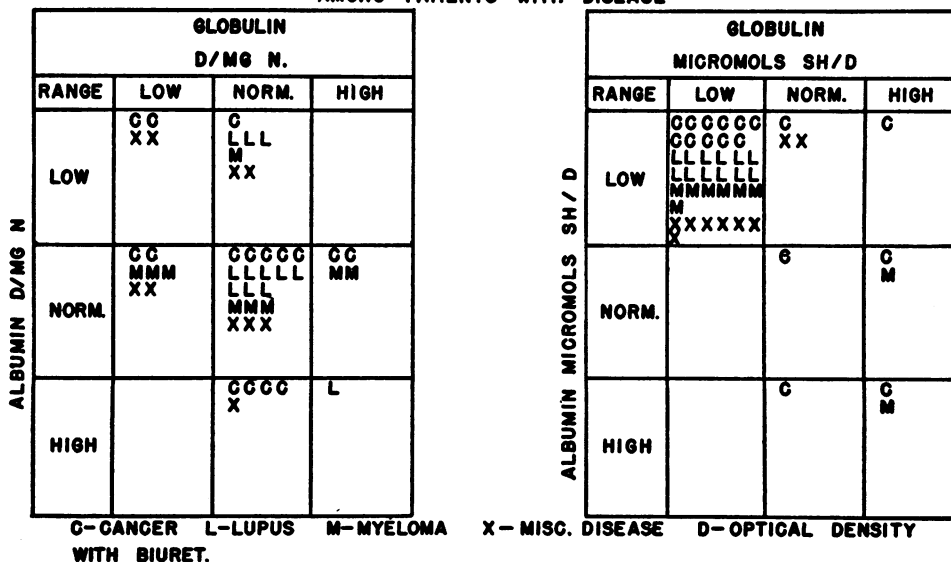 AMONG PATIENTS WITH DISEASE
GLOBULIN
D/MG N.
RANGE LOW NORM. HIGH
LOW
CC
XX
C
LLL
M
XX
NORM.
CC
MMM
XX
CCCCC
LLLLL
LLL
MMM
XXX
CC
MM
HIGH
CCCC
X
L
ALBUMIN D/MG N
GLOBULIN
MICROMOLS SH/D
RANGE LOW NORM. HIGH
LOW
CCCCCC
CCCCC
LLLLLL
LLLLLL
MMMMMM
M
XXXXXX
X
C
XX
C
NORM.
C
C
M
HIGH
C
C
M
ALBUMIN MICROMOLS SH/D
C-CANCER L-LUPUS M-MYELOMA X-MISC. DISEASE D-OPTICAL DENSITY
WITH BIURET.